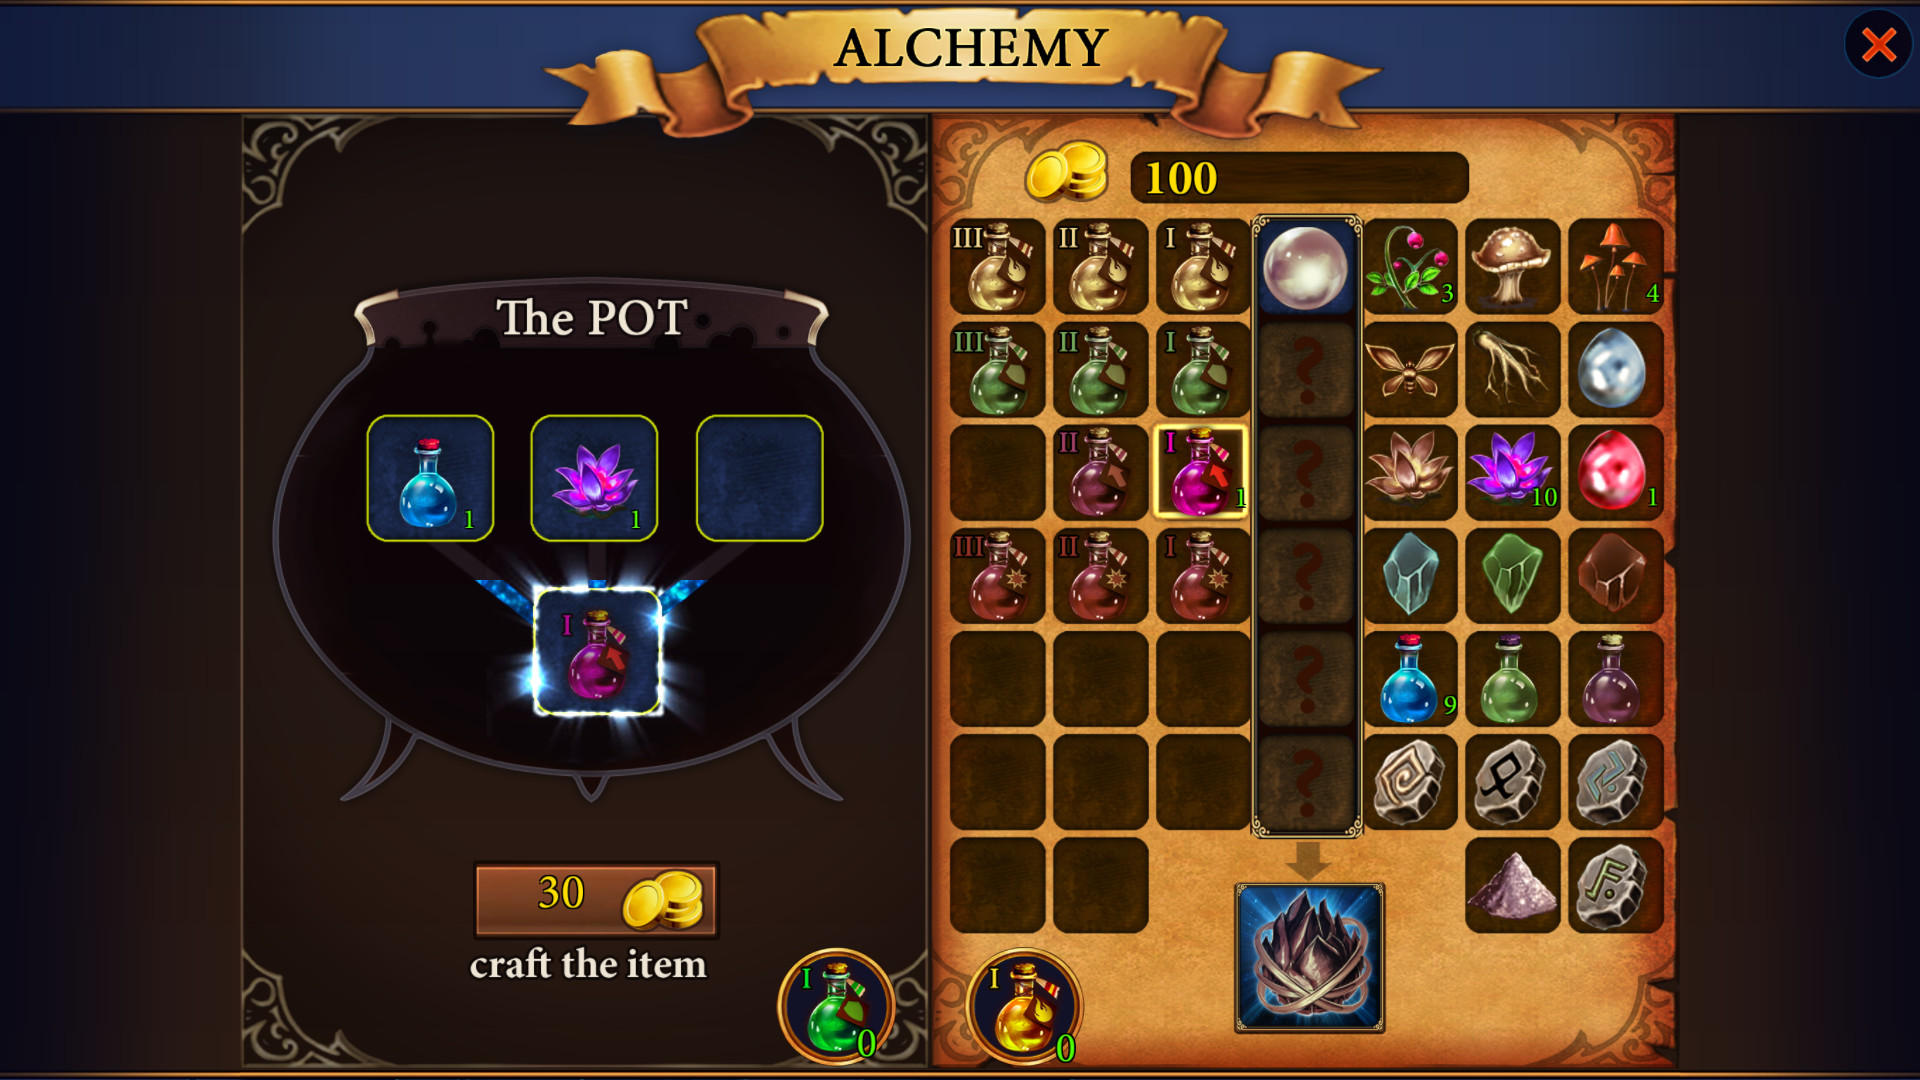 ALCHEMY
100
The POT
III II I
3
4
III II I
II I
1
10
1
1
1
III II I
I
9
30
craft the item
I
0
I
0
? ? ? ? ?